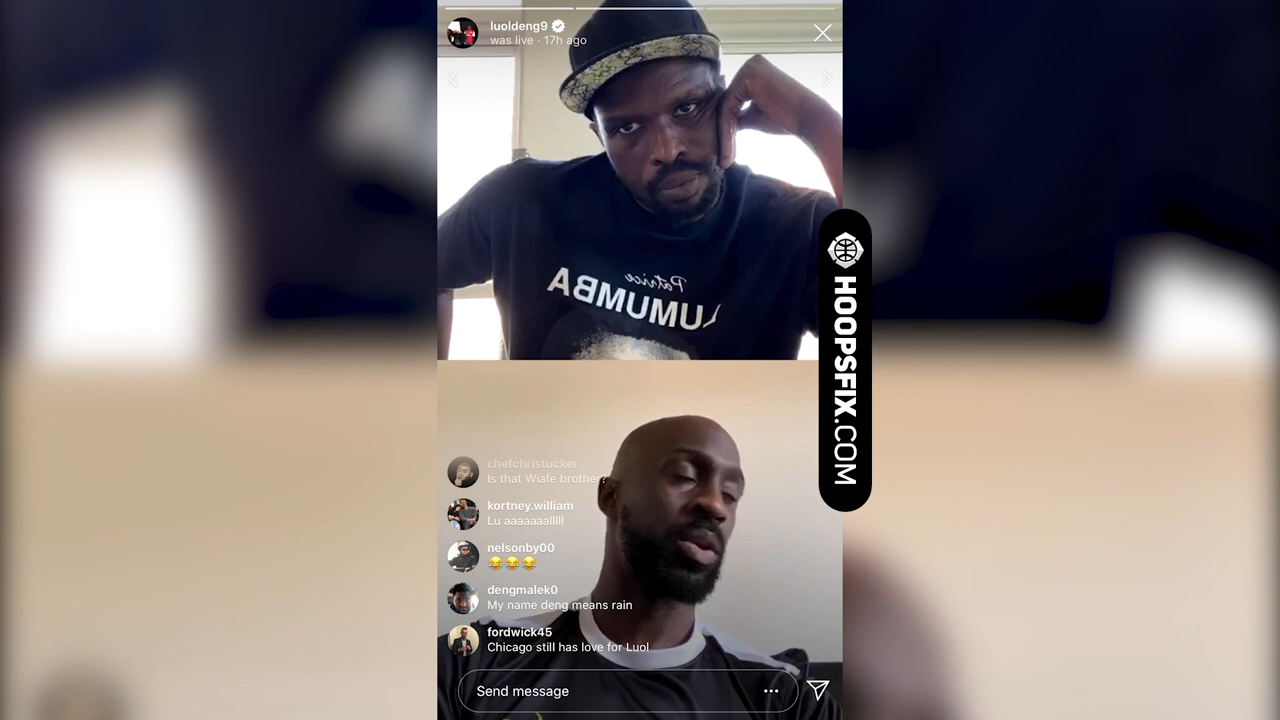 luoldeng9
was live · 17h ago
Patrice
LUMUMBA
HOOPSFIX.COM
chefchristucker
Is that Wiafe brother?
kortney.william
Lu aaaaaaalllll
nelsonby00
😂😂😂
dengmalek0
My name deng means rain
fordwick45
Chicago still has love for Luol
Send message